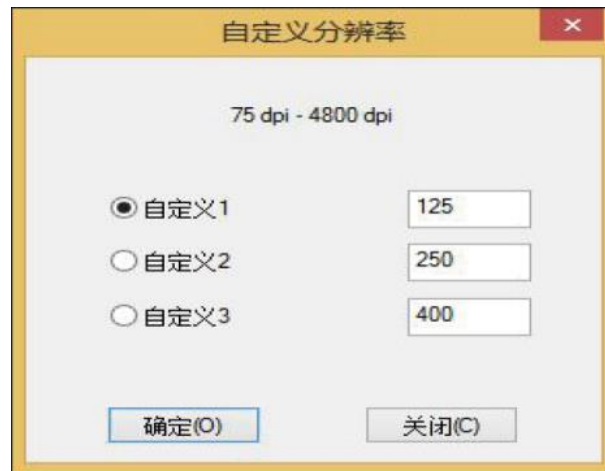 自定义分辨率
75 dpi - 4800 dpi
自定义1 125
自定义2 250
自定义3 400
确定(O) 关闭(C)